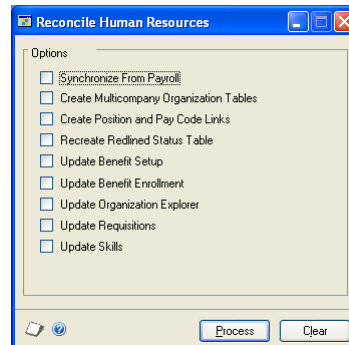 Reconcile Human Resources
Options
Synchronize From Payroll
Create Multicompany Organization Tables
Create Position and Pay Code Links
Recreate Redlined Status Table
Update Benefit Setup
Update Benefit Enrollment
Update Organization Explorer
Update Requisitions
Update Skills
Process Clear